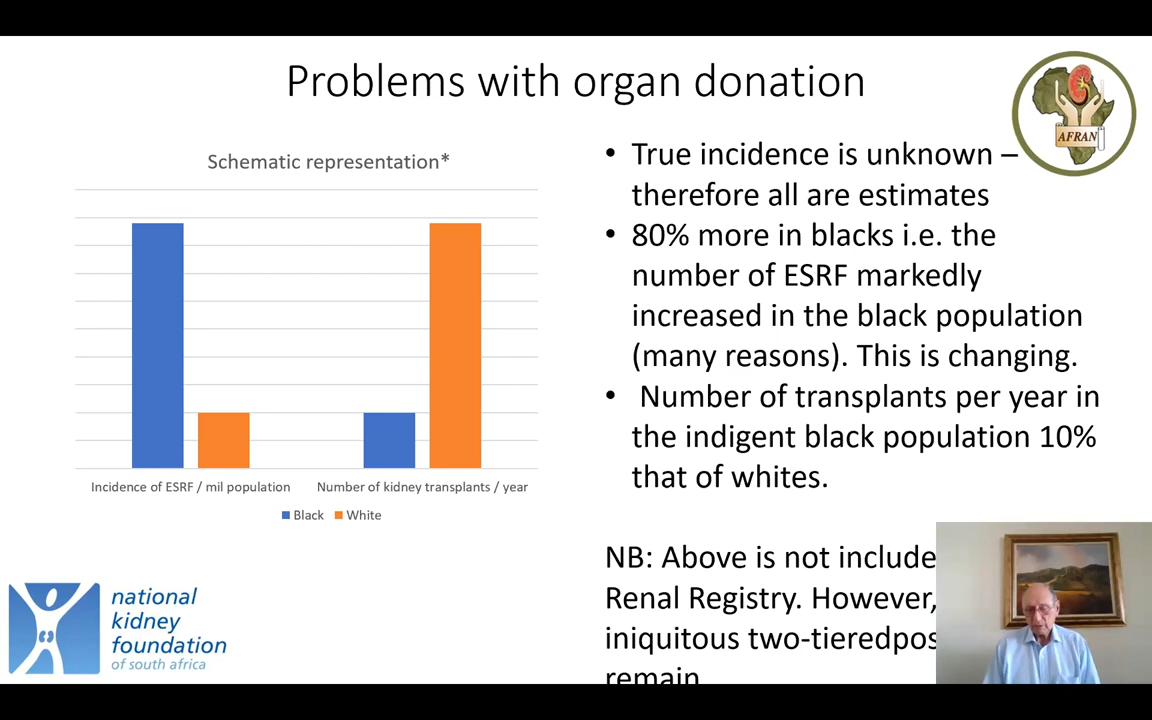 Problems with organ donation
AFRAN
Schematic representation*
Incidence of ESRF / mil population
Number of kidney transplants / year
Black
White
• True incidence is unknown –
therefore all are estimates
• 80% more in blacks i.e. the
number of ESRF markedly
increased in the black population
(many reasons). This is changing.
• Number of transplants per year in
the indigent black population 10%
that of whites.
NB: Above is not include
Renal Registry. However,
iniquitous two-tieredpos
remain
national
kidney
foundation
of south africa